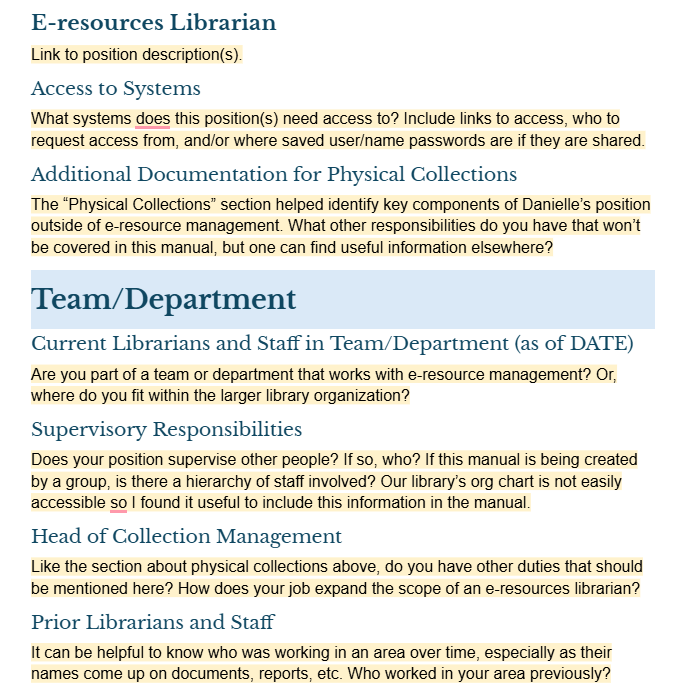 E-resources Librarian
Link to position description(s).
Access to Systems
What systems does this position(s) need access to? Include links to access, who to
request access from, and/or where saved user/name passwords are if they are shared.
Additional Documentation for Physical Collections
The “Physical Collections” section helped identify key components of Danielle’s position
outside of e-resource management. What other responsibilities do you have that won’t
be covered in this manual, but one can find useful information elsewhere?
Team/Department
Current Librarians and Staff in Team/Department (as of DATE)
Are you part of a team or department that works with e-resource management? Or,
where do you fit within the larger library organization?
Supervisory Responsibilities
Does your position supervise other people? If so, who? If this manual is being created
by a group, is there a hierarchy of staff involved? Our library’s org chart is not easily
accessible so I found it useful to include this information in the manual.
Head of Collection Management
Like the section about physical collections above, do you have other duties that should
be mentioned here? How does your job expand the scope of an e-resources librarian?
Prior Librarians and Staff
It can be helpful to know who was working in an area over time, especially as their
names come up on documents, reports, etc. Who worked in your area previously?